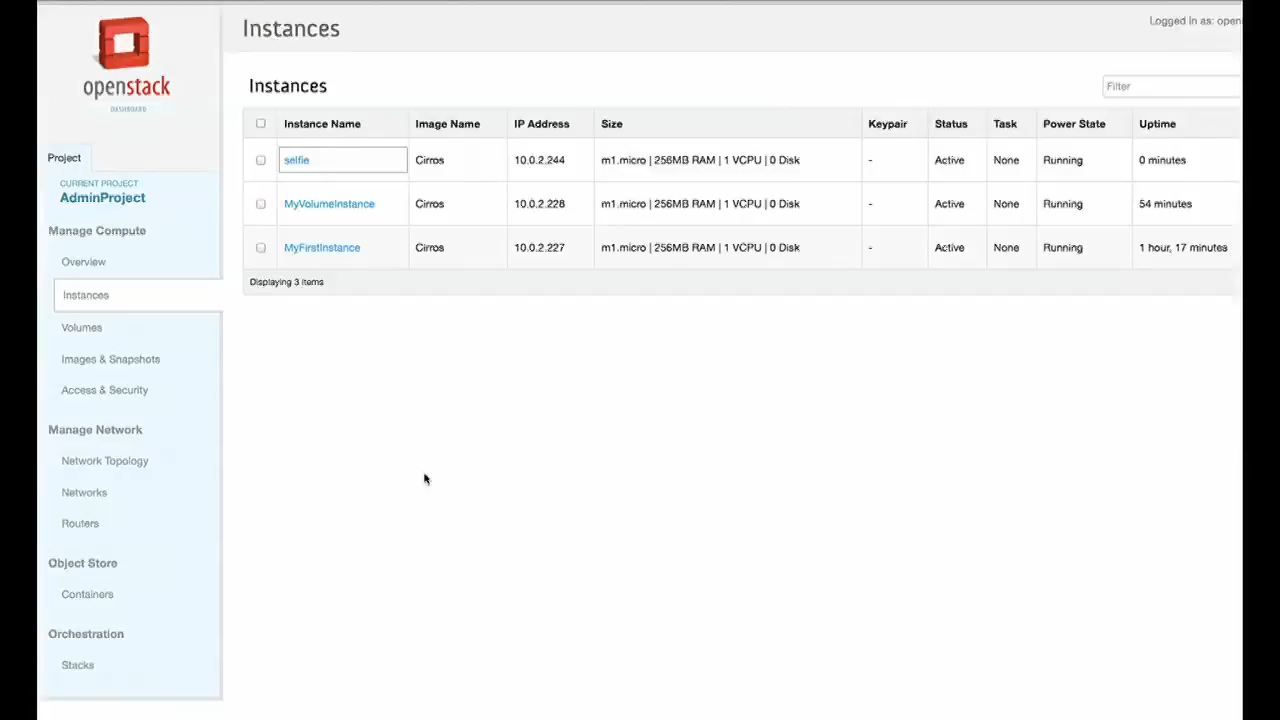 openstack
DASHBOARD
Project
CURRENT PROJECT
AdminProject
Manage Compute
Overview
Instances
Volumes
Images & Snapshots
Access & Security
Manage Network
Network Topology
Networks
Routers
Object Store
Containers
Orchestration
Stacks
Instances
Logged in as: open
Instances
Filter
Instance Name Image Name IP Address Size Keypair Status Task Power State Uptime
selfie Cirros 10.0.2.244 m1.micro | 256MB RAM | 1 VCPU | 0 Disk - Active None Running 0 minutes
MyVolumeInstance Cirros 10.0.2.228 m1.micro | 256MB RAM | 1 VCPU | 0 Disk - Active None Running 54 minutes
MyFirstInstance Cirros 10.0.2.227 m1.micro | 256MB RAM | 1 VCPU | 0 Disk - Active None Running 1 hour, 17 minutes
Displaying 3 items